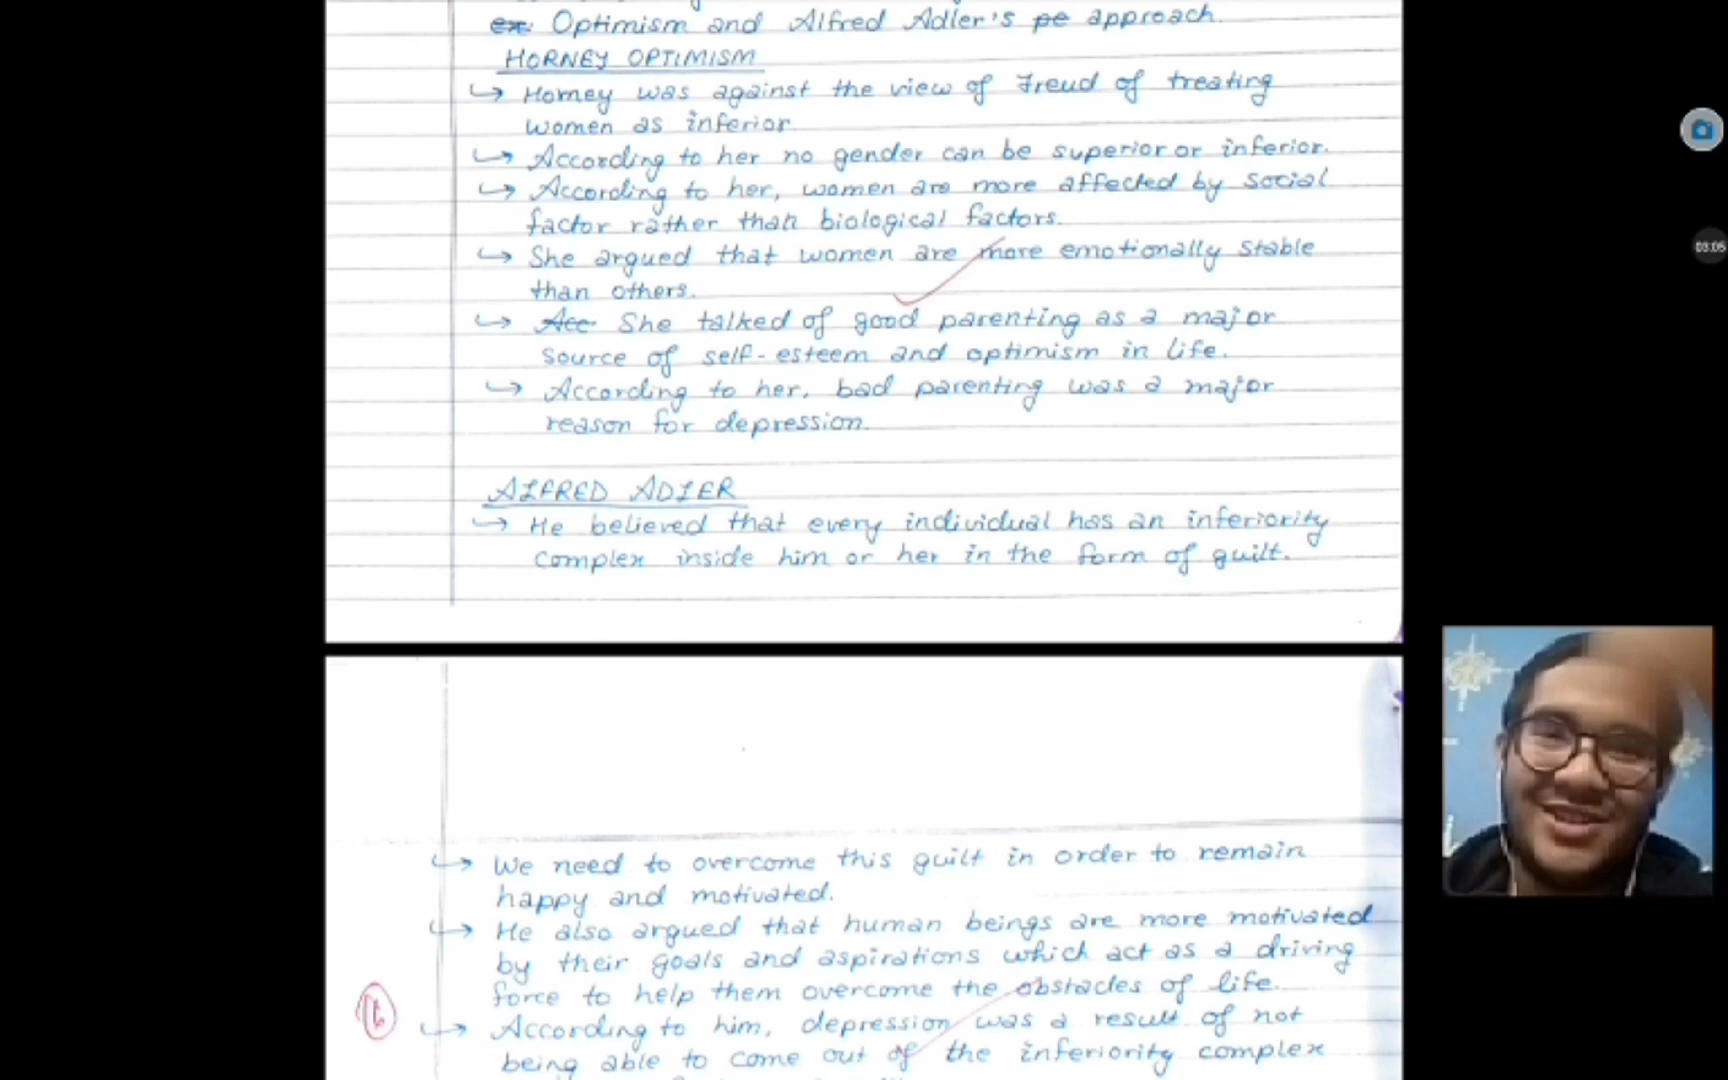 ex. Optimism and Alfred Adler's pe approach.
HORNEY OPTIMISM
↪ Horney was against the view of Freud of treating
women as inferior.
↪ According to her no gender can be superior or inferior.
↪ According to her, women are more affected by social
factor rather than biological factors.
↪ She argued that women are more emotionally stable
than others.
↪ Acc She talked of good parenting as a major
source of self-esteem and optimism in life.
↪ According to her, bad parenting was a major
reason for depression.
ALFRED ADLER
↪ He believed that every individual has an inferiority
complex inside him or her in the form of guilt.
↪ We need to overcome this guilt in order to remain
happy and motivated.
↪ He also argued that human beings are more motivated
by their goals and aspirations which act as a driving
force to help them overcome the obstacles of life.
↪ According to him, depression was a result of not
being able to come out of the inferiority complex
03:05